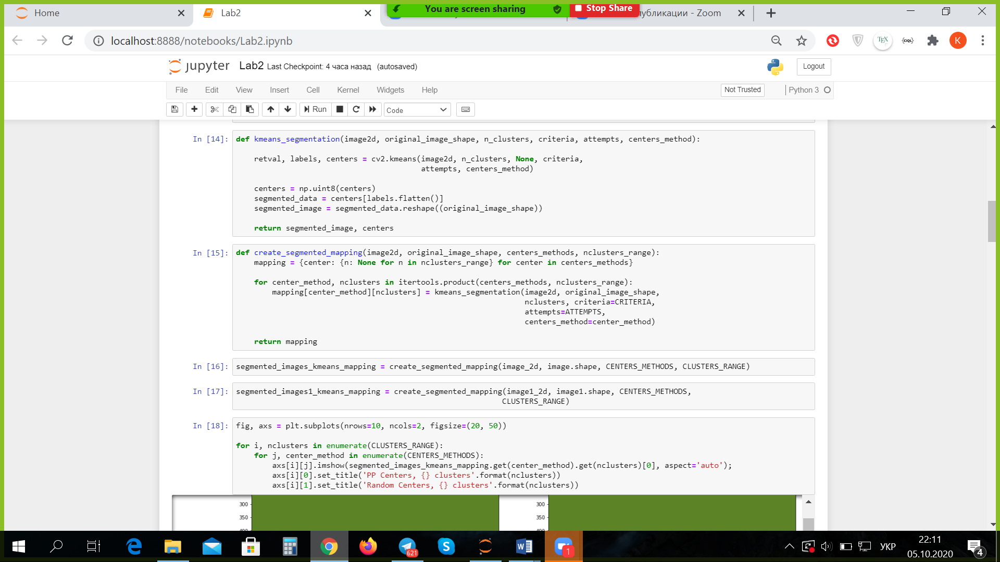 Home
Lab2
You are screen sharing
Stop Share
убликации - Zoom
localhost:8888/notebooks/Lab2.ipynb
TEX
{CIQL}
K
jupyter Lab2 Last Checkpoint: 4 часа назад (autosaved)
Logout
File Edit View Insert Cell Kernel Widgets Help
Not Trusted
Python 3
Run
Code
In [14]:
def kmeans_segmentation(image2d, original_image_shape, n_clusters, criteria, attempts, centers_method):
retval, labels, centers = cv2.kmeans(image2d, n_clusters, None, criteria,
attempts, centers_method)
centers = np.uint8(centers)
segmented_data = centers[labels.flatten()]
segmented_image = segmented_data.reshape((original_image_shape))
return segmented_image, centers
In [15]:
def create_segmented_mapping(image2d, original_image_shape, centers_methods, nclusters_range):
mapping = {center: {n: None for n in nclusters_range} for center in centers_methods}
for center_method, nclusters in itertools.product(centers_methods, nclusters_range):
mapping[center_method][nclusters] = kmeans_segmentation(image2d, original_image_shape,
nclusters, criteria=CRITERIA,
attempts=ATTEMPTS,
centers_method=center_method)
return mapping
In [16]:
segmented_images_kmeans_mapping = create_segmented_mapping(image_2d, image.shape, CENTERS_METHODS, CLUSTERS_RANGE)
In [17]:
segmented_images1_kmeans_mapping = create_segmented_mapping(image1_2d, image1.shape, CENTERS_METHODS,
CLUSTERS_RANGE)
In [18]:
fig, axs = plt.subplots(nrows=10, ncols=2, figsize=(20, 50))
for i, nclusters in enumerate(CLUSTERS_RANGE):
for j, center_method in enumerate(CENTERS_METHODS):
axs[i][j].imshow(segmented_images_kmeans_mapping.get(center_method).get(nclusters)[0], aspect='auto');
axs[i][0].set_title('PP Centers, {} clusters'.format(nclusters))
axs[i][1].set_title('Random Centers, {} clusters'.format(nclusters))
300
300
350
350
400
400
621
1
УКР
22:11
05.10.2020
4